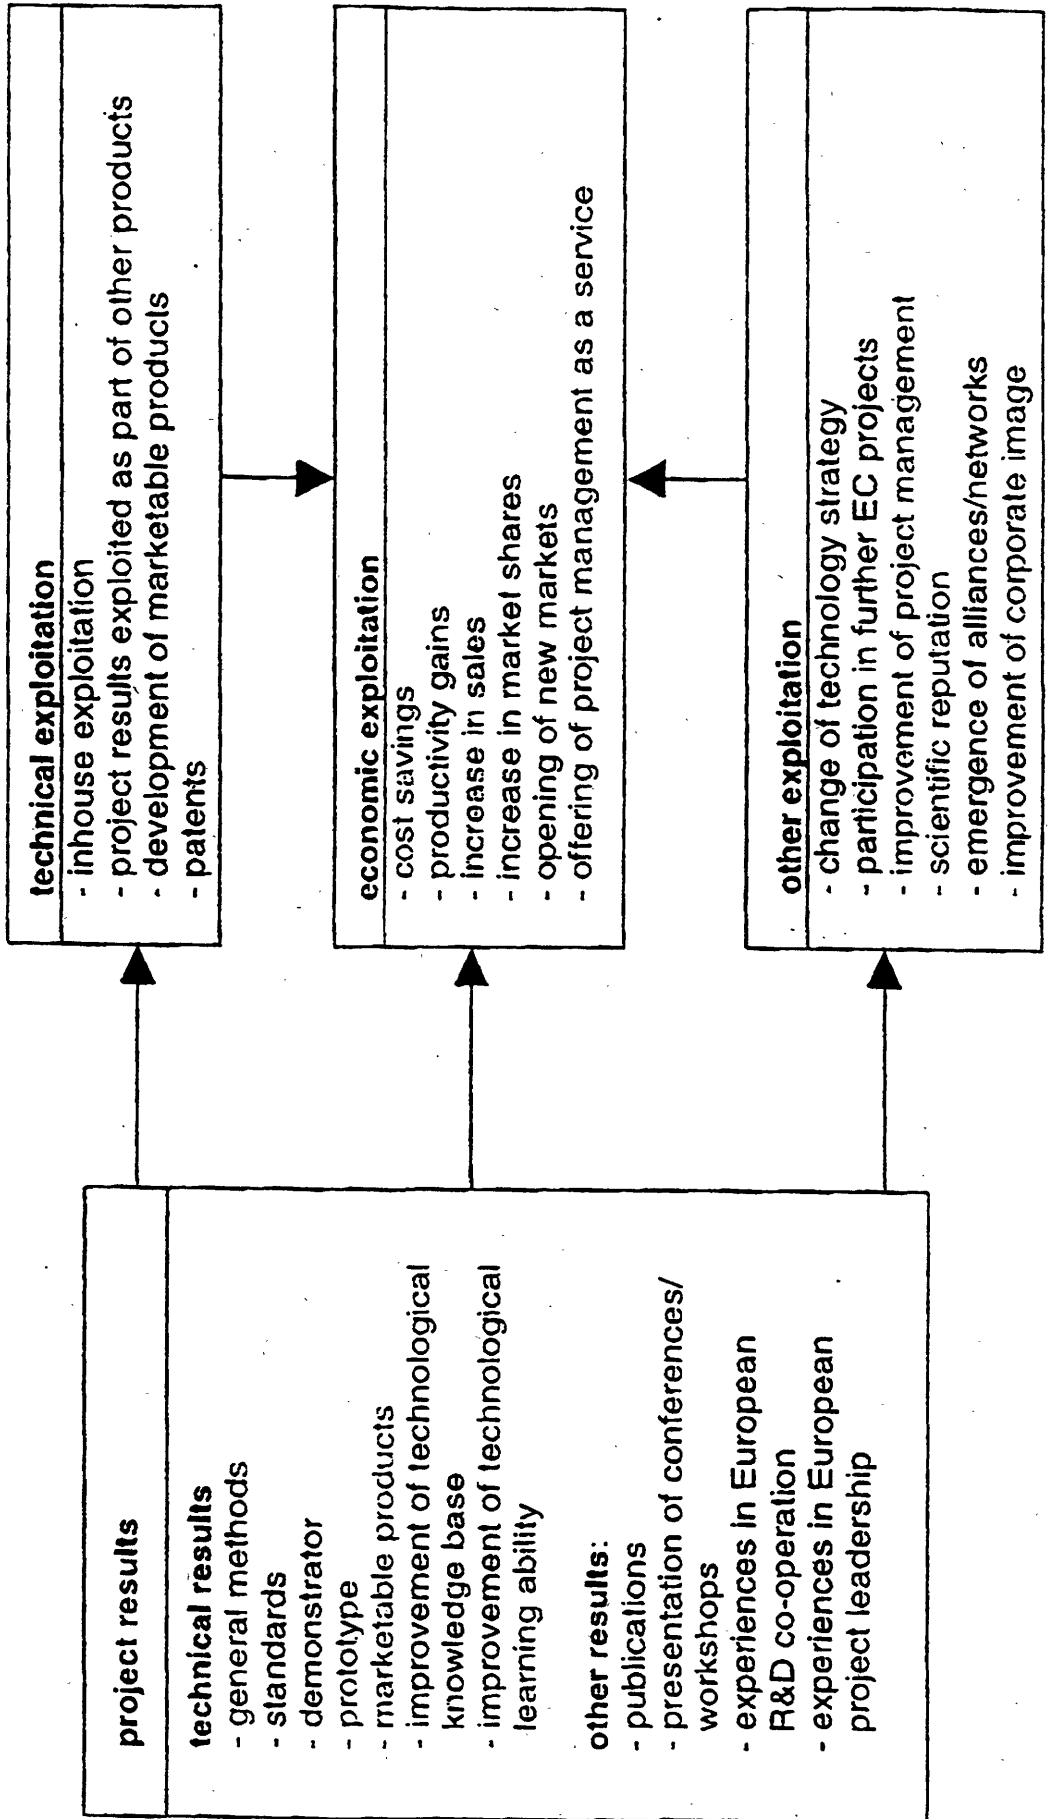 project results
technical results
- general methods
- standards
- demonstrator
- prototype
- marketable products
- improvement of technological
knowledge base
- improvement of technological
learning ability
other results:
- publications
- presentation of conferences/
workshops
- experiences in European
R&D co-operation
- experiences in European
project leadership
technical exploitation
- inhouse exploitation
- project results exploited as part of other products
- development of marketable products
- patents
economic exploitation
- cost savings
- productivity gains
- increase in sales
- increase in market shares
- opening of new markets
- offering of project management as a service
other exploitation
- change of technology strategy
- participation in further EC projects
- improvement of project management
- scientific reputation
- emergence of alliances/networks
- improvement of corporate image